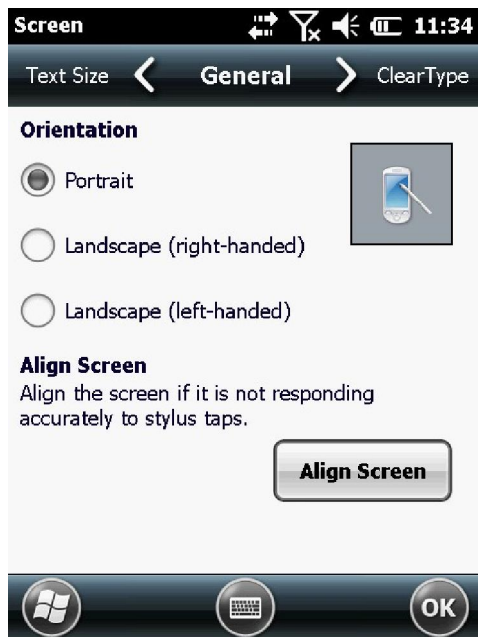 Screen 11:34
Text Size General ClearType
Orientation
Portrait
Landscape (right-handed)
Landscape (left-handed)
Align Screen
Align the screen if it is not responding
accurately to stylus taps.
Align Screen
OK